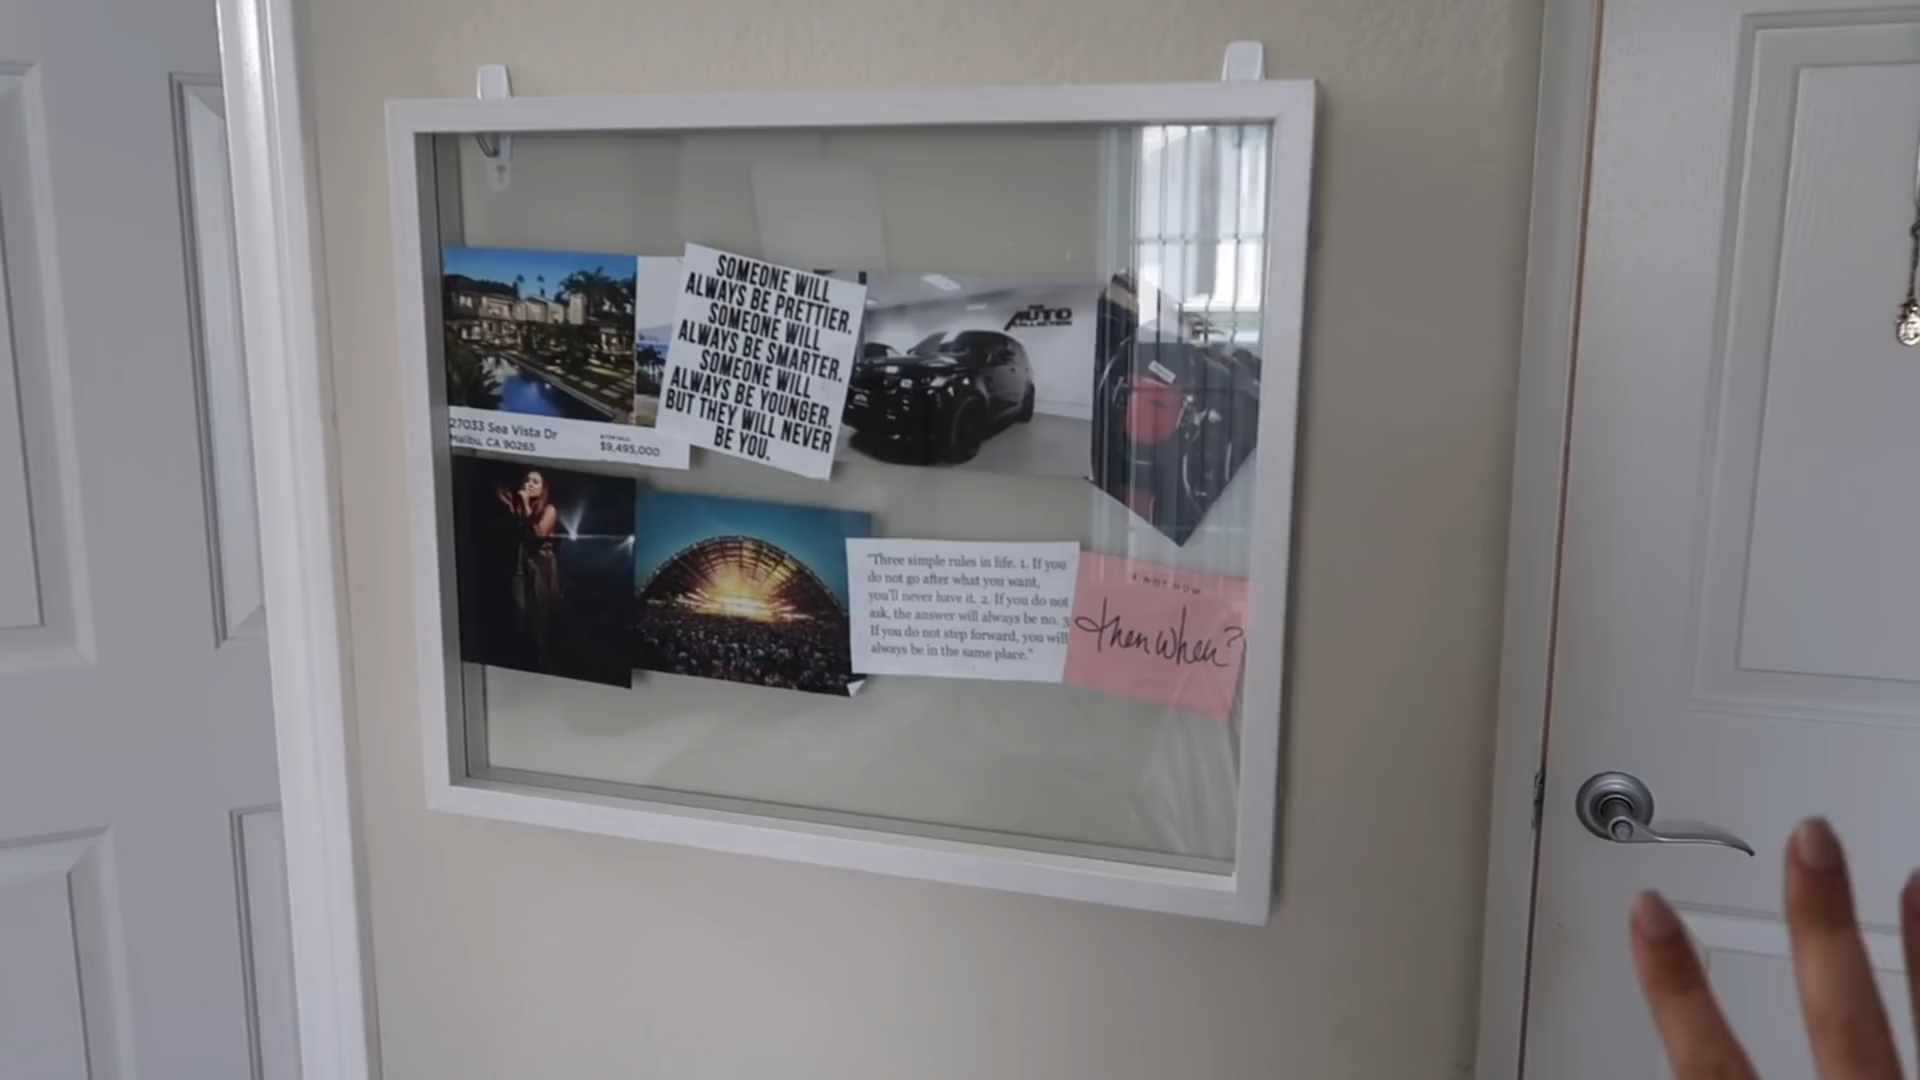 SOMEONE WILL
ALWAYS BE PRETTIER.
SOMEONE WILL
ALWAYS BE SMARTER.
SOMEONE WILL
ALWAYS BE YOUNGER.
BUT THEY WILL NEVER
BE YOU.
AUTO
COLLECTION
27033 Sea Vista Dr
Malibu, CA 90265
$9,495,000
"Three simple rules in life. 1. If you
do not go after what you want,
you'll never have it. 2. If you do not
ask, the answer will always be no. 3
If you do not step forward, you will
always be in the same place."
F NOT NOW
then when?